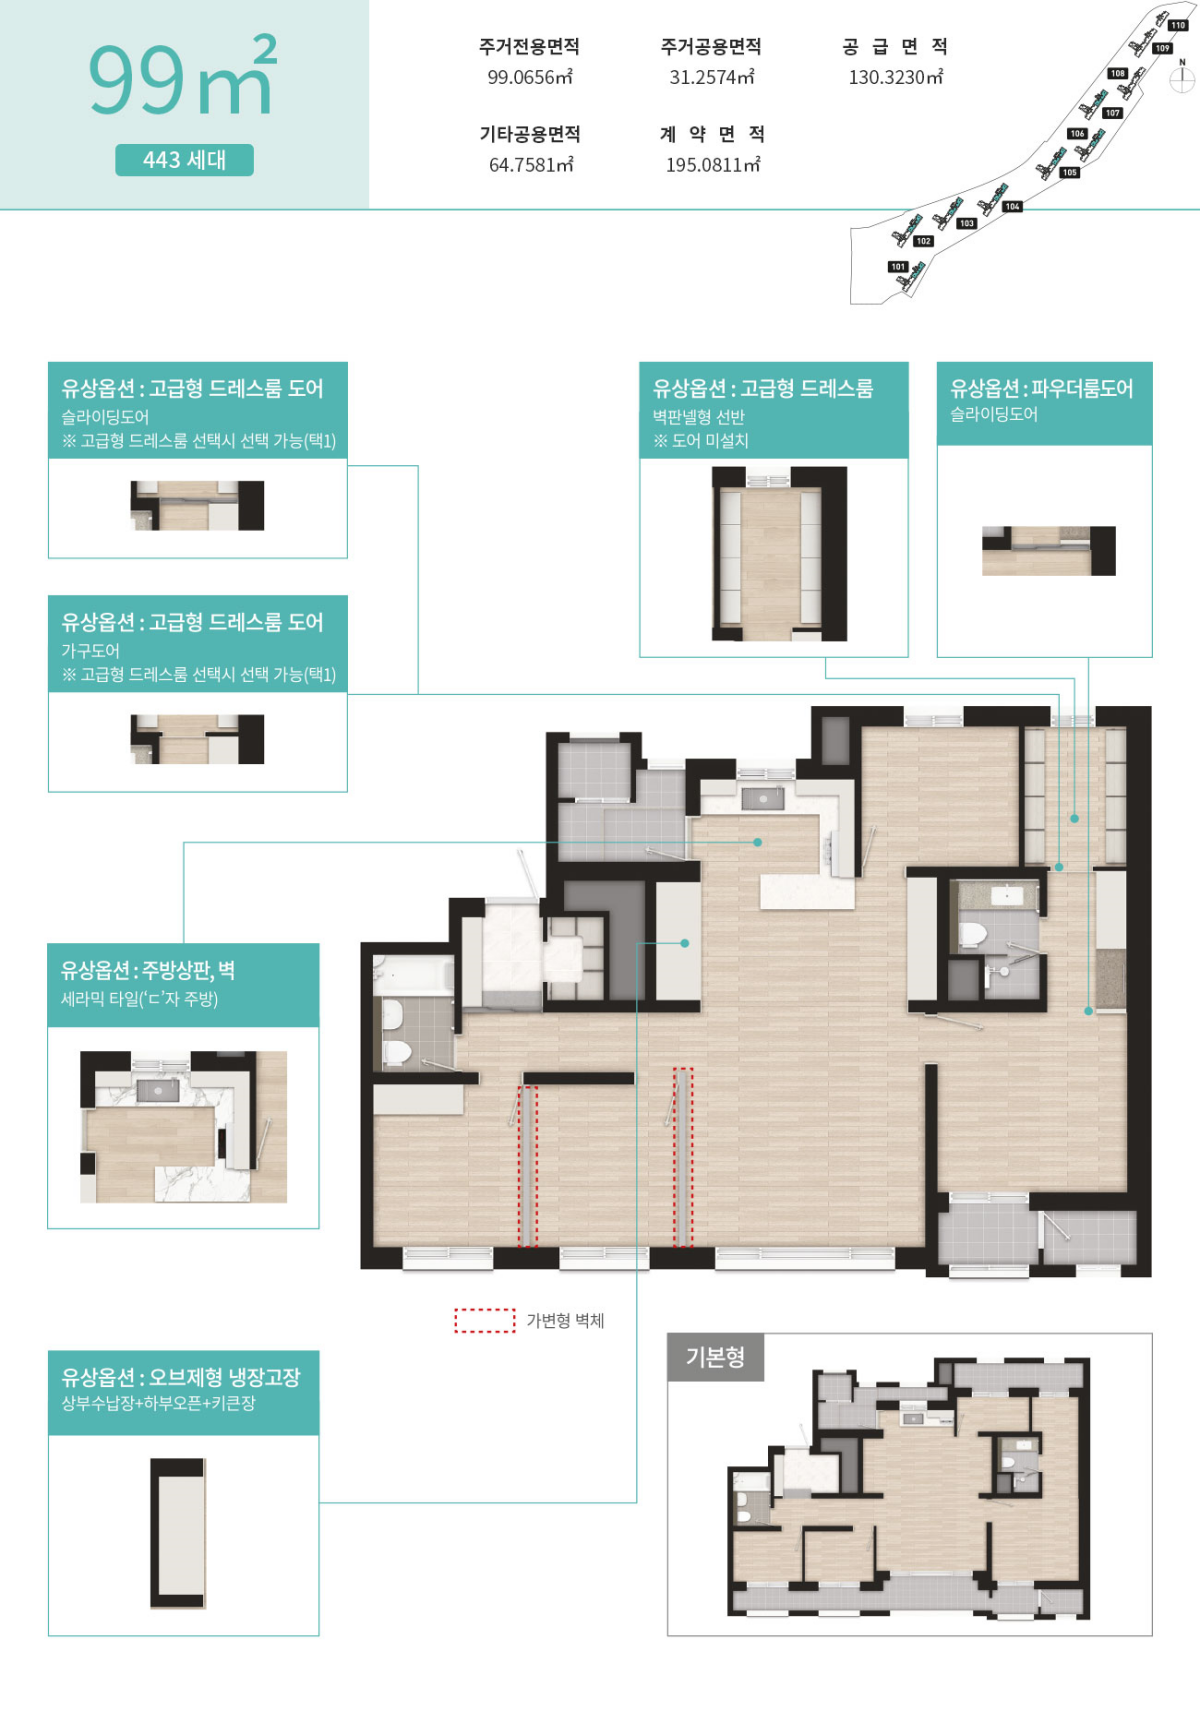 99㎡
443 세대
주거전용면적
99.0656㎡
주거공용면적
31.2574㎡
공 급 면 적
130.3230㎡
기타공용면적
64.7581㎡
계 약 면 적
195.0811㎡
110
109
N
108
107
106
105
104
103
102
101
유상옵션 : 고급형 드레스룸 도어
슬라이딩도어
※ 고급형 드레스룸 선택시 선택 가능(택1)
유상옵션 : 고급형 드레스룸
벽판넬형 선반
※ 도어 미설치
유상옵션 : 파우더룸도어
슬라이딩도어
유상옵션 : 고급형 드레스룸 도어
가구도어
※ 고급형 드레스룸 선택시 선택 가능(택1)
유상옵션 : 주방상판, 벽
세라믹 타일(‘ㄷ’자 주방)
가변형 벽체
유상옵션 : 오브제형 냉장고장
상부수납장+하부오픈+키큰장
기본형